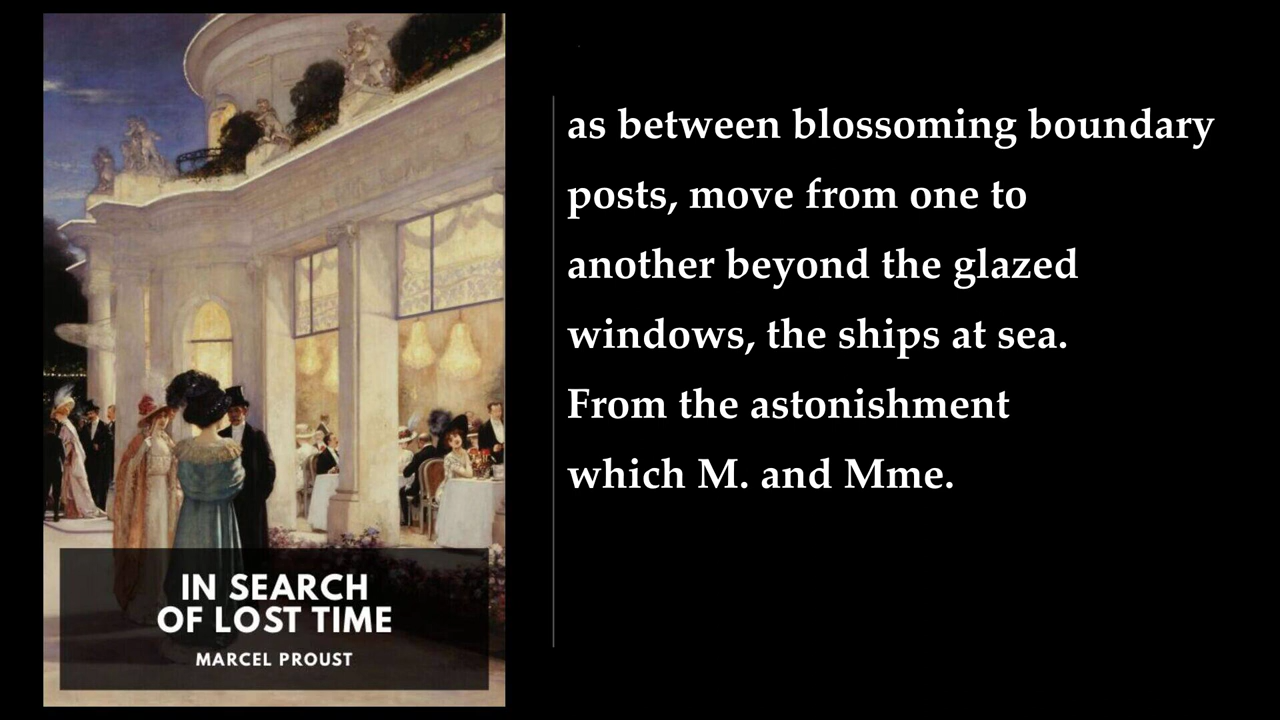 IN SEARCH
OF LOST TIME
MARCEL PROUST
as between blossoming boundary
posts, move from one to
another beyond the glazed
windows, the ships at sea.
From the astonishment
which M. and Mme.